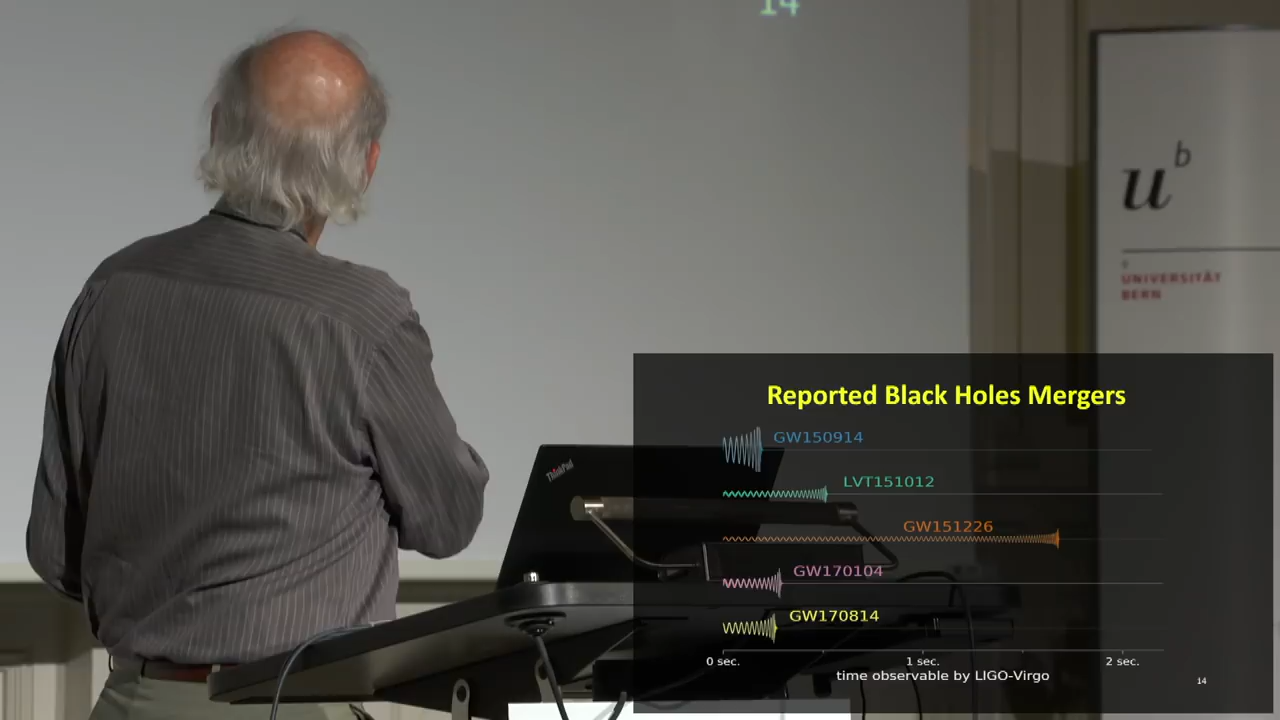 14
u^b
UNIVERSITÄT
BERN
ThinkPad
Reported Black Holes Mergers
GW150914
LVT151012
GW151226
GW170104
GW170814
0 sec.
1 sec.
2 sec.
time observable by LIGO-Virgo
14